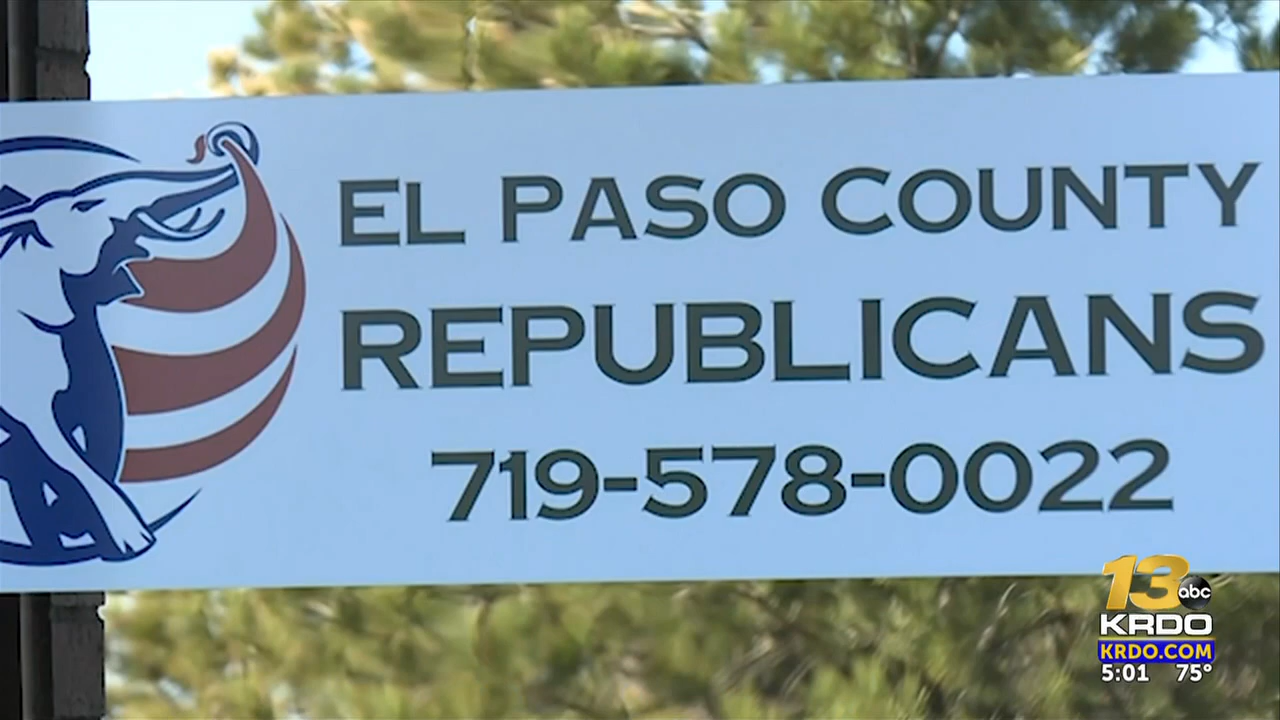 EL PASO COUNTY
REPUBLICANS
719-578-0022
13 abc
KRDO
KRDO.COM
5:01 75°